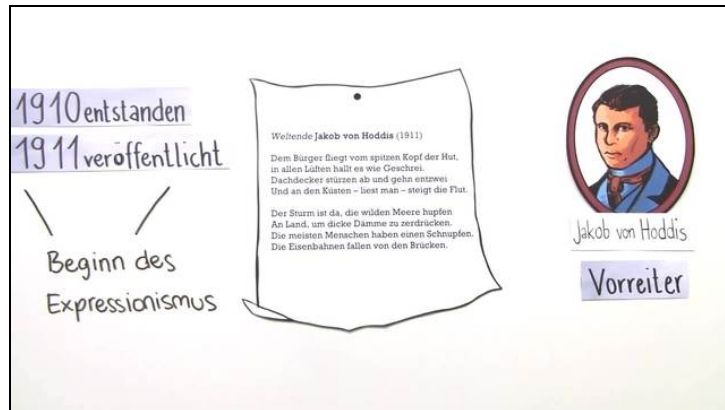 1910 entstanden
1911 veröffentlicht
Beginn des
Expressionismus
Weltende Jakob von Hoddis (1911)
Dem Bürger fliegt vom spitzen Kopf der Hut,
in allen Lüften hallt es wie Geschrei.
Dachdecker stürzen ab und gehn entzwei
Und an den Küsten – liest man – steigt die Flut.
Der Sturm ist da, die wilden Meere hupfen
An Land, um dicke Dämme zu zerdrücken.
Die meisten Menschen haben einen Schnupfen.
Die Eisenbahnen fallen von den Brücken.
Jakob von Hoddis
Vorreiter